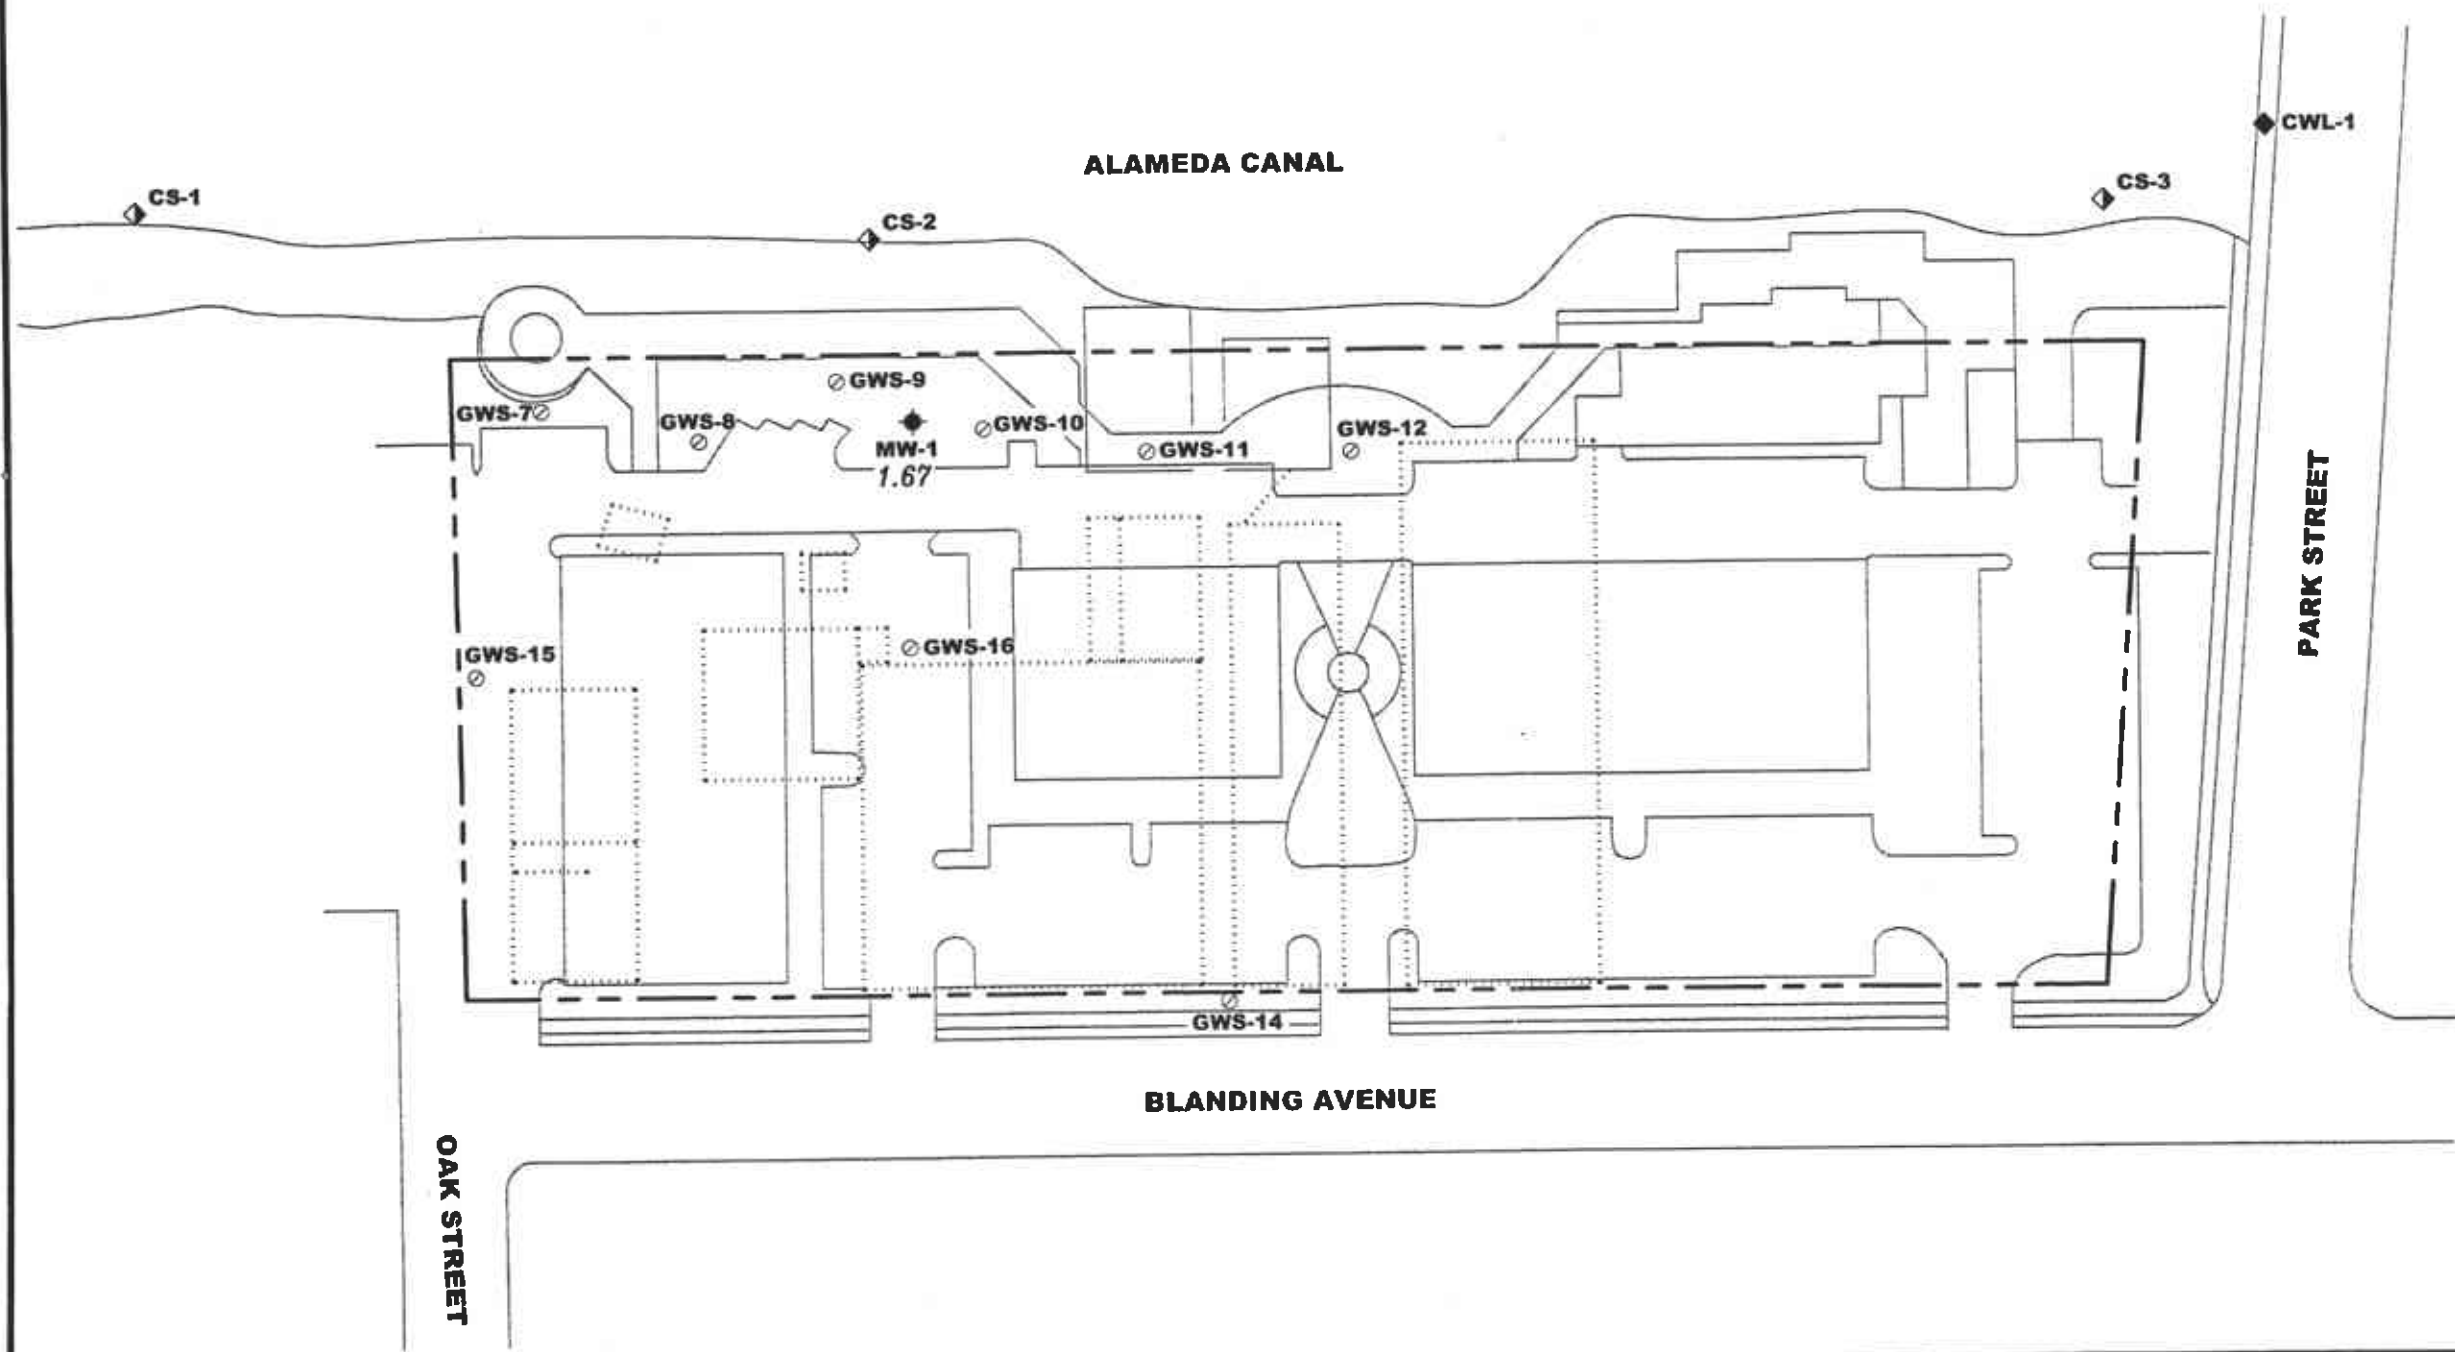 CWL-1
ALAMEDA CANAL
CS-1
CS-2
CS-3
GWS-9
GWS-7
GWS-8
GWS-10
GWS-12
MW-1
1.67
GWS-11
PARK STREET
GWS-15
GWS-16
GWS-14
BLANDING AVENUE
OAK STREET